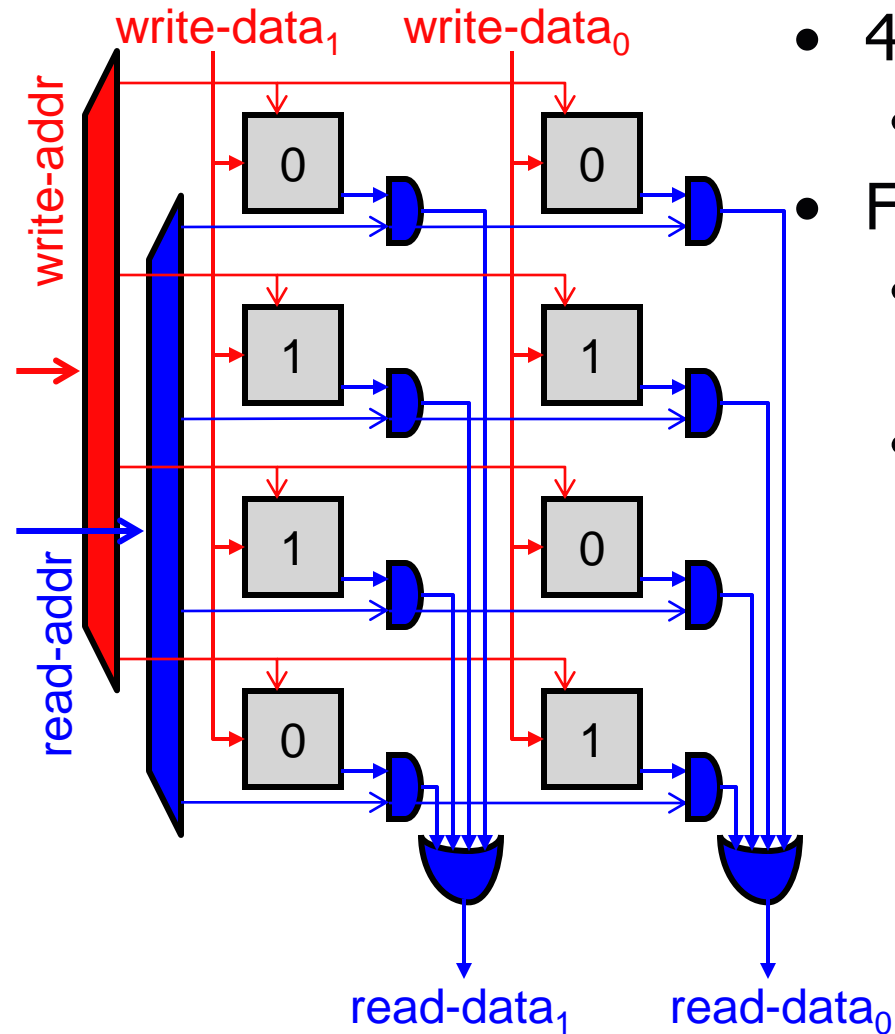 write-data₁ write-data₀
write-addr
read-addr
0 0
1 1
1 0
0 1
read-data₁ read-data₀
• 4
•
• F
•
•